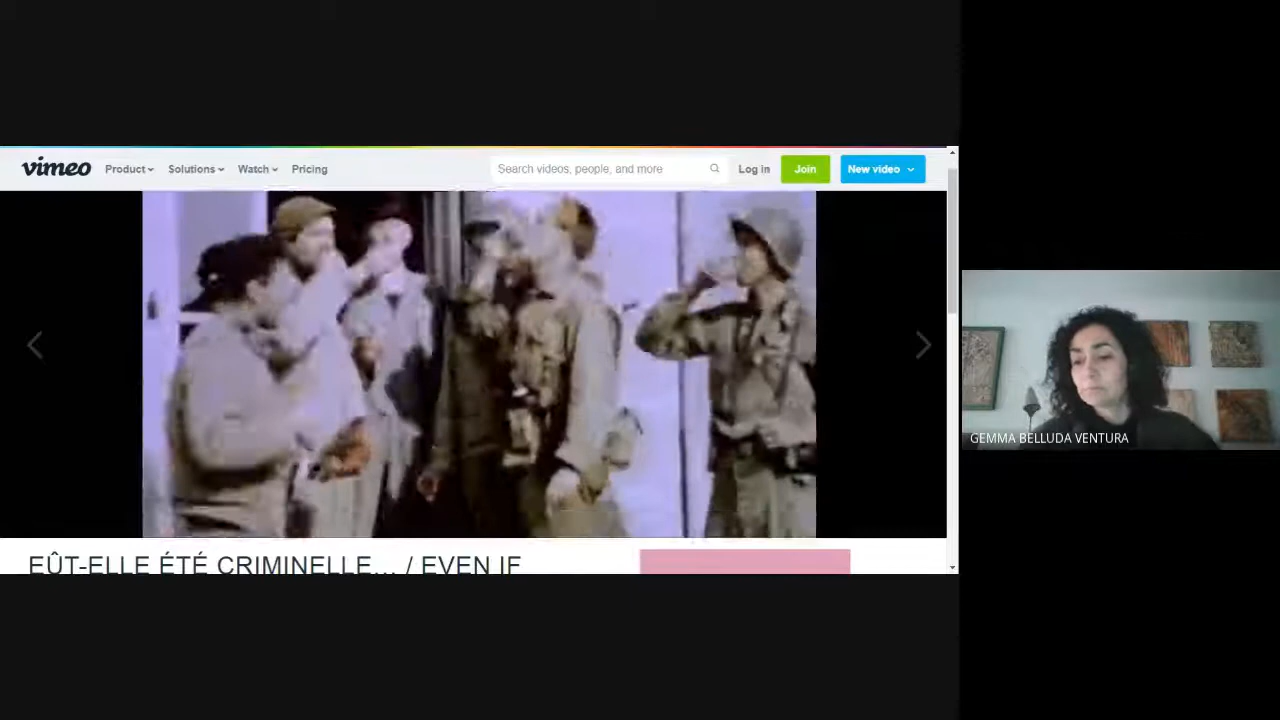 vimeo Product Solutions Watch Pricing Search videos, people, and more Log in Join New video
GEMMA BELLUDA VENTURA
EÛT-ELLE ÉTÉ CRIMINELLE... / EVEN IF